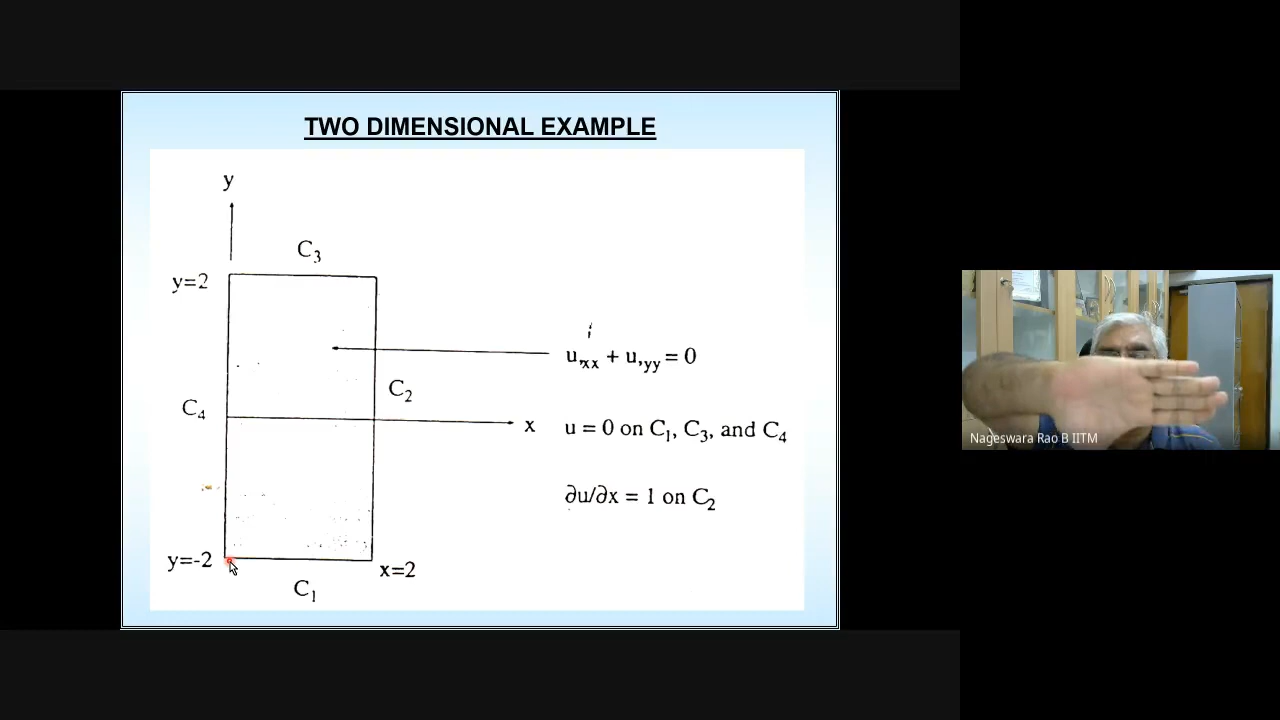 TWO DIMENSIONAL EXAMPLE
y
C₃
y=2
u,xx + u,yy = 0
C₂
C₄
x
u = 0 on C₁, C₃, and C₄
∂u/∂x = 1 on C₂
y=-2
x=2
C₁
Nageswara Rao B IITM